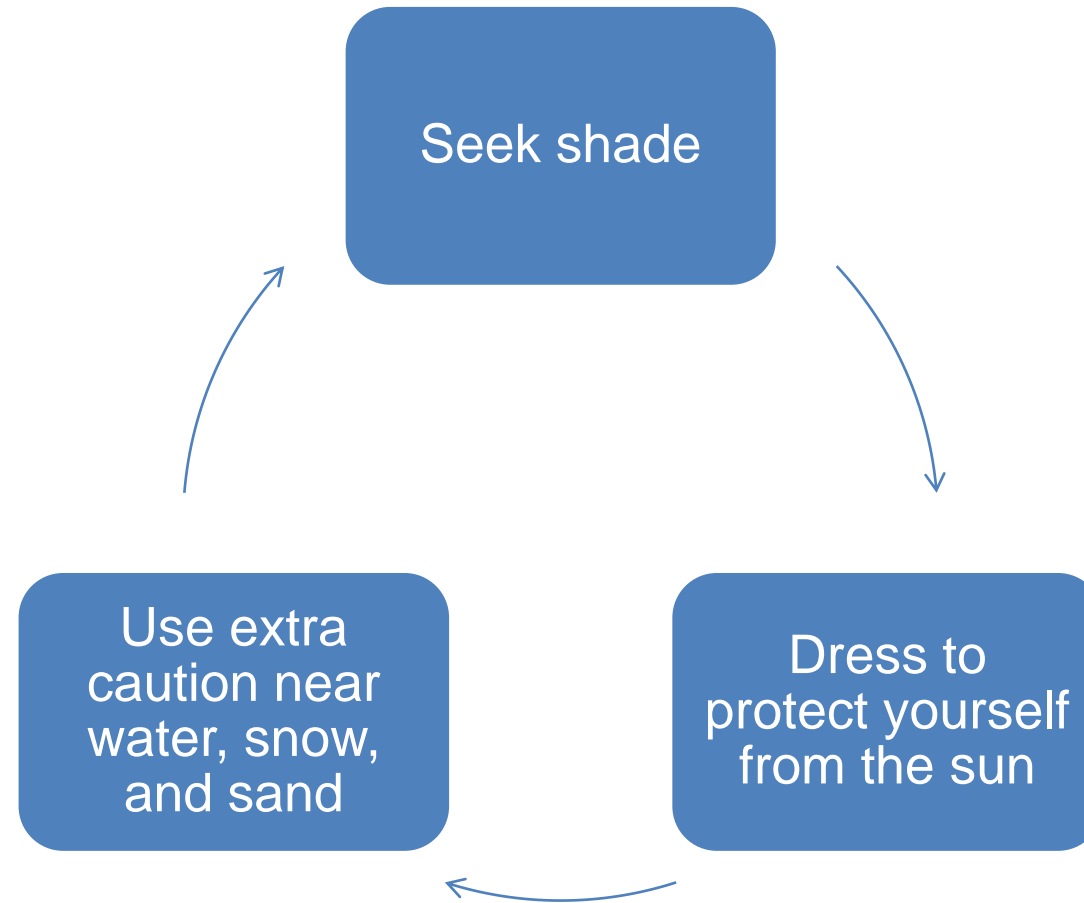 Seek shade
Dress to
protect yourself
from the sun
Use extra
caution near
water, snow,
and sand